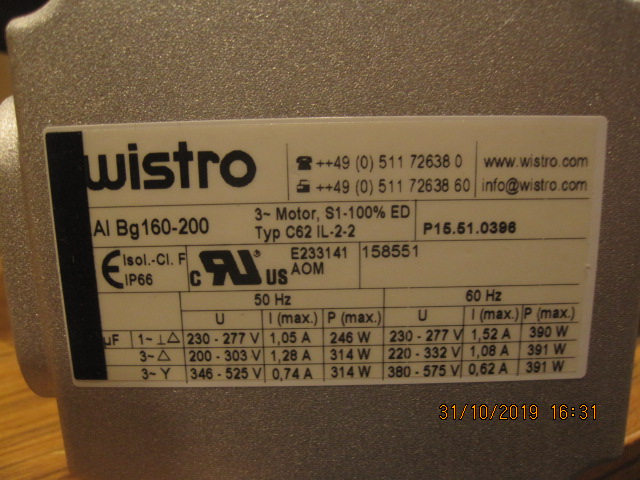 wistro
☎ ++49 (0) 511 72638 0
++49 (0) 511 72638 60
www.wistro.com
info@wistro.com
AI Bg160-200
3~ Motor, S1-100% ED
Typ C62 IL-2-2
P15.51.0396
CE Isol.-Cl. F
IP66
c RU US
E233141
AOM
158551
50 Hz 60 Hz
U I (max.) P (max.) U I (max.) P (max.)
µF 1~ ⊥ △ 230 - 277 V 1,05 A 246 W 230 - 277 V 1,52 A 390 W
3~ △ 200 - 303 V 1,28 A 314 W 220 - 332 V 1,08 A 391 W
3~ Y 346 - 525 V 0,74 A 314 W 380 - 575 V 0,62 A 391 W
31/10/2019 16:31